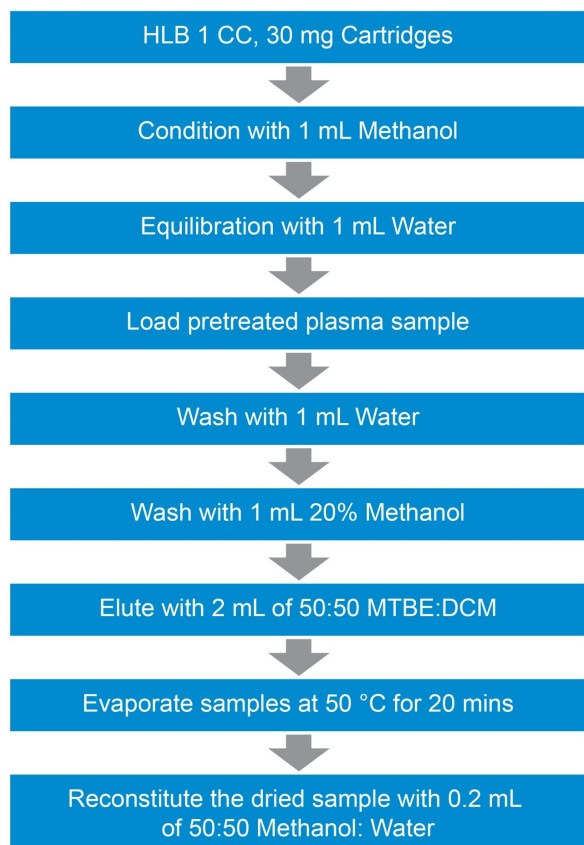 HLB 1 CC, 30 mg Cartridges
Condition with 1 mL Methanol
Equilibration with 1 mL Water
Load pretreated plasma sample
Wash with 1 mL Water
Wash with 1 mL 20% Methanol
Elute with 2 mL of 50:50 MTBE:DCM
Evaporate samples at 50 °C for 20 mins
Reconstitute the dried sample with 0.2 mL
of 50:50 Methanol: Water